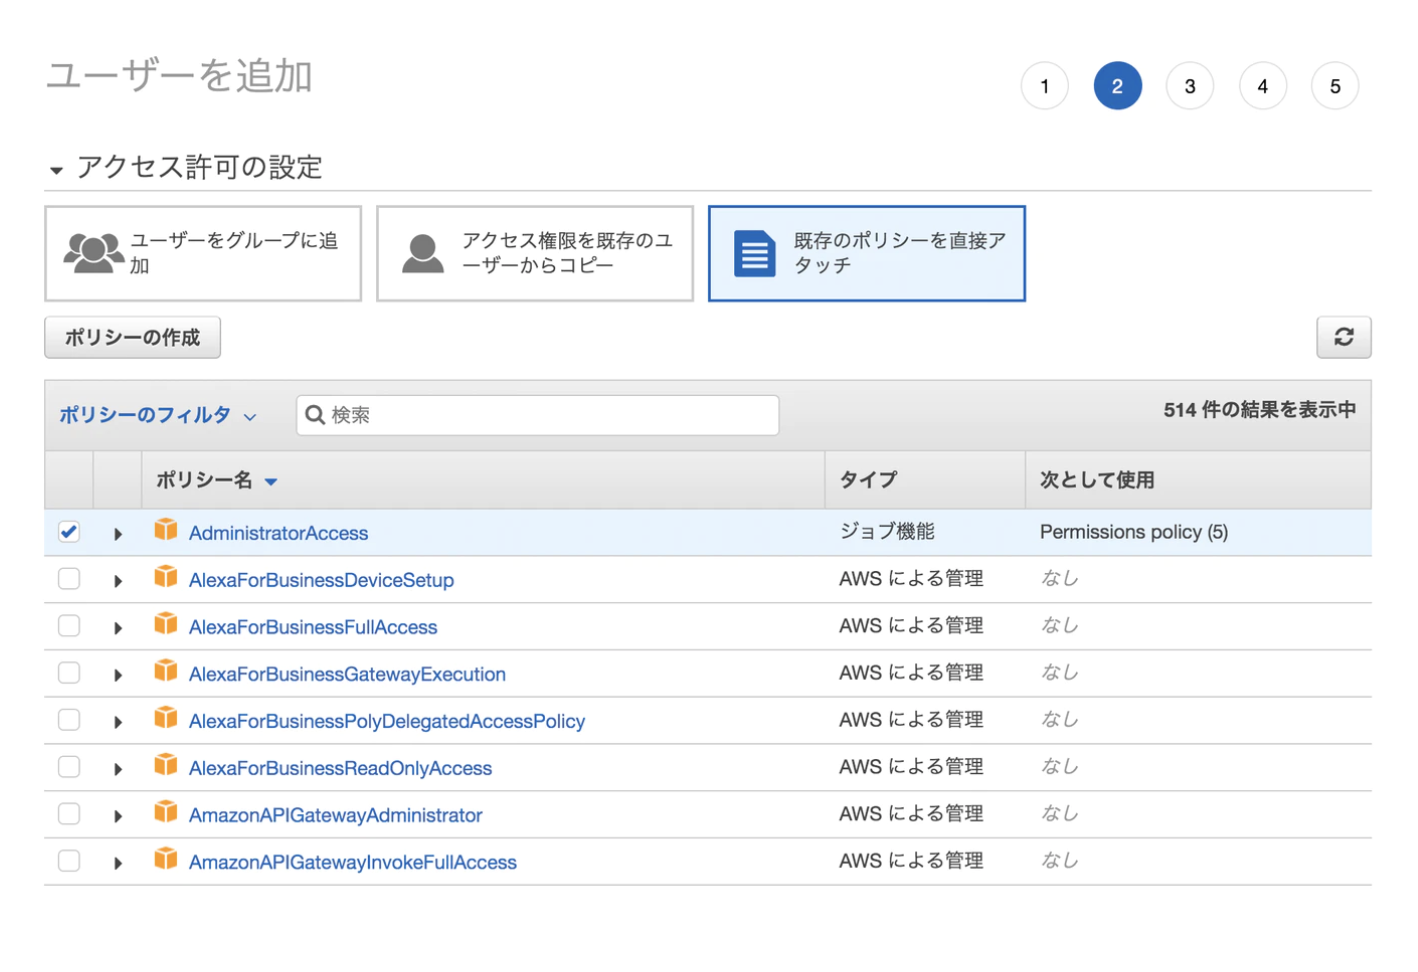 ユーザーを追加
1 2 3 4 5
アクセス許可の設定
ユーザーをグループに追
加
アクセス権限を既存のユ
ーザーからコピー
既存のポリシーを直接ア
タッチ
ポリシーの作成
ポリシーのフィルタ 検索 514 件の結果を表示中
ポリシー名 タイプ 次として使用
AdministratorAccess ジョブ機能 Permissions policy (5)
AlexaForBusinessDeviceSetup AWS による管理 なし
AlexaForBusinessFullAccess AWS による管理 なし
AlexaForBusinessGatewayExecution AWS による管理 なし
AlexaForBusinessPolyDelegatedAccessPolicy AWS による管理 なし
AlexaForBusinessReadOnlyAccess AWS による管理 なし
AmazonAPIGatewayAdministrator AWS による管理 なし
AmazonAPIGatewayInvokeFullAccess AWS による管理 なし